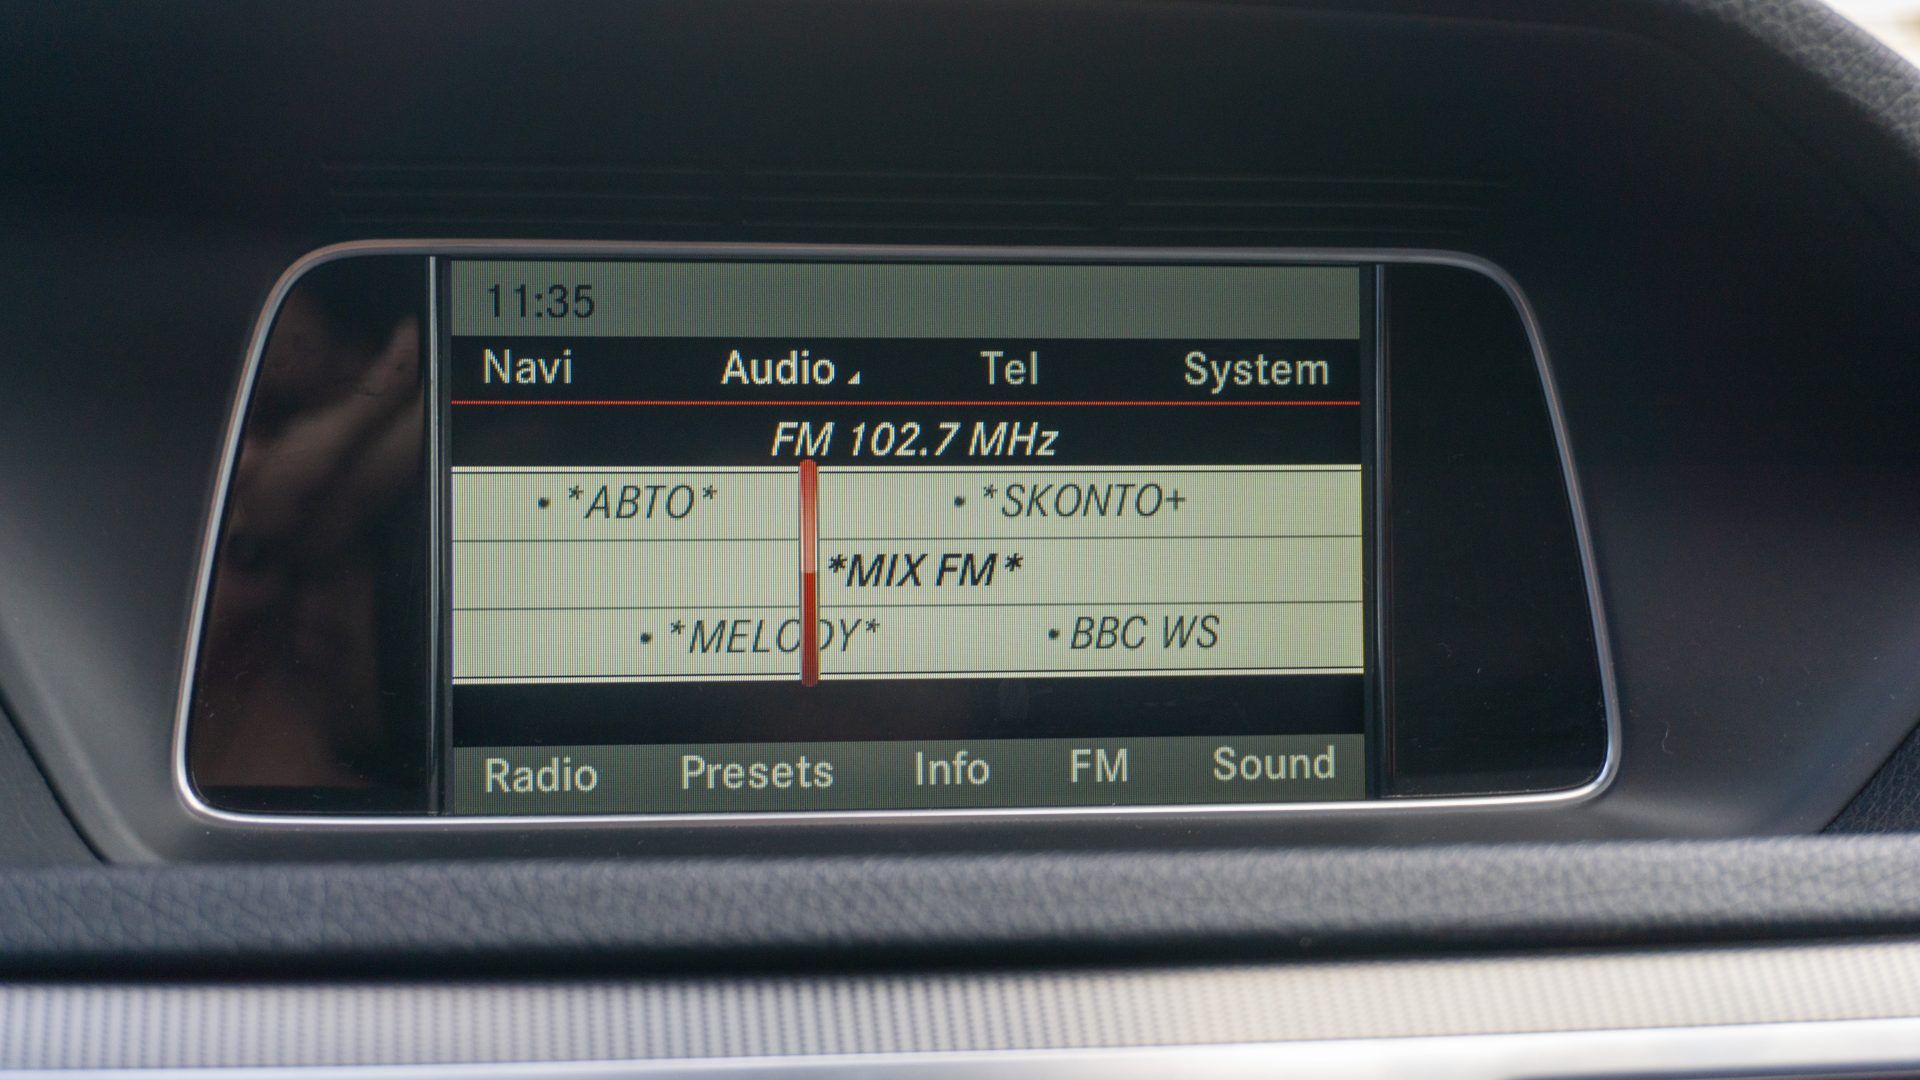 11:35
Navi Audio Tel System
FM 102.7 MHz
• *ABTO* • *SKONTO+
*MIX FM*
• *MELODY* • BBC WS
Radio Presets Info FM Sound